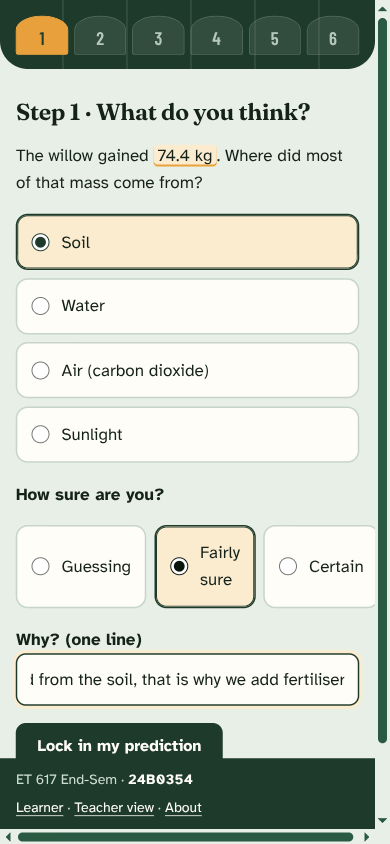 1 2 3 4 5 6
Step 1 · What do you think?
The willow gained 74.4 kg . Where did most
of that mass come from?
Soil
Water
Air (carbon dioxide)
Sunlight
How sure are you?
Guessing
Fairly
sure
Certain
Why? (one line)
from the soil, that is why we add fertiliser
Lock in my prediction
ET 617 End-Sem · 24B0354
Learner · Teacher view · About